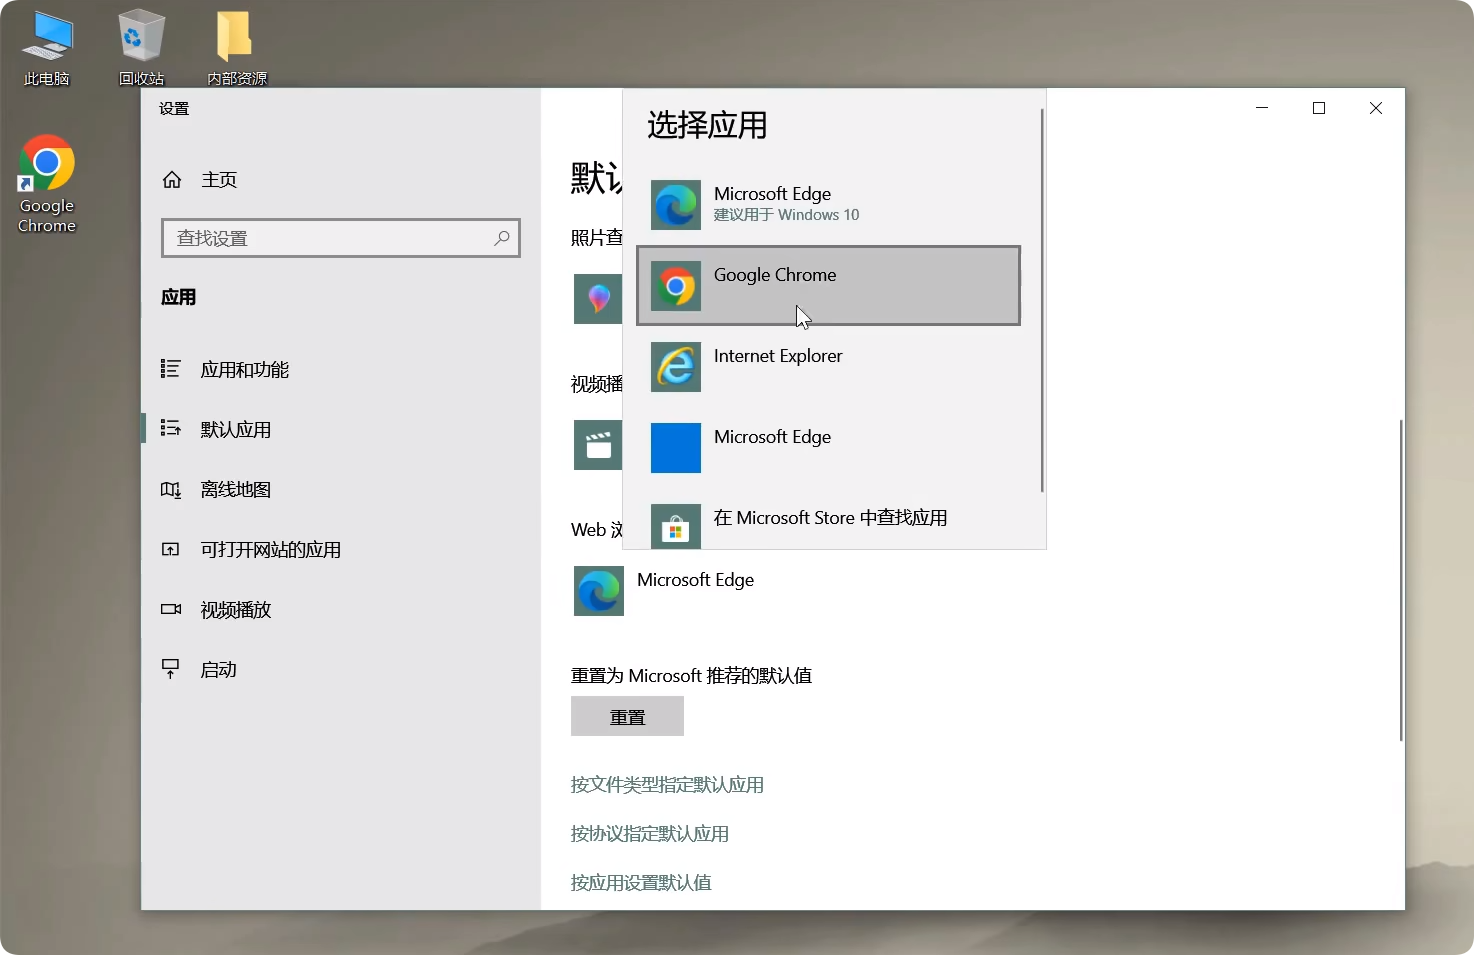 此电脑
回收站
内部资源
Google
Chrome
设置
主页
查找设置
应用
应用和功能
默认应用
离线地图
可打开网站的应用
视频播放
启动
选择应用
Microsoft Edge
建议用于 Windows 10
Google Chrome
Internet Explorer
Microsoft Edge
在 Microsoft Store 中查找应用
默认
照片查
视频播
Web 浏
Microsoft Edge
重置为 Microsoft 推荐的默认值
重置
按文件类型指定默认应用
按协议指定默认应用
按应用设置默认值